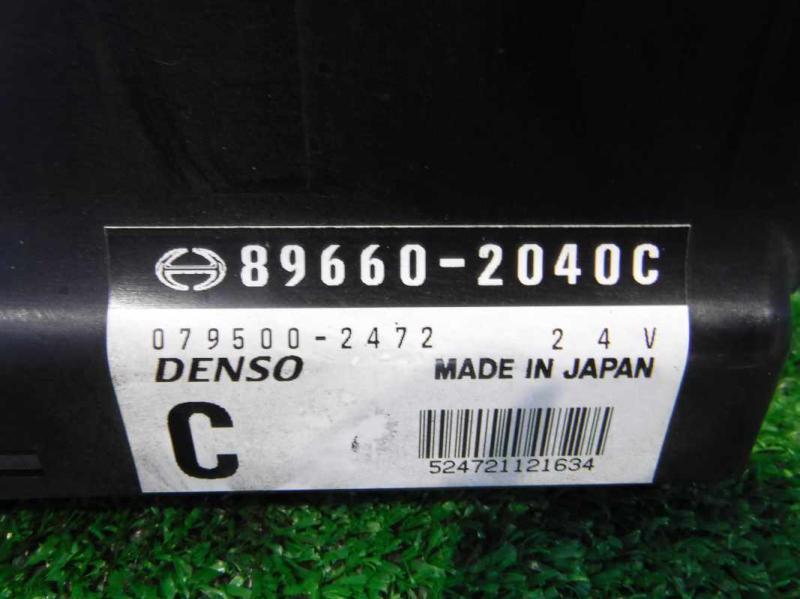 89660-2040C
079500-2472 24V
DENSO MADE IN JAPAN
C
524721121634